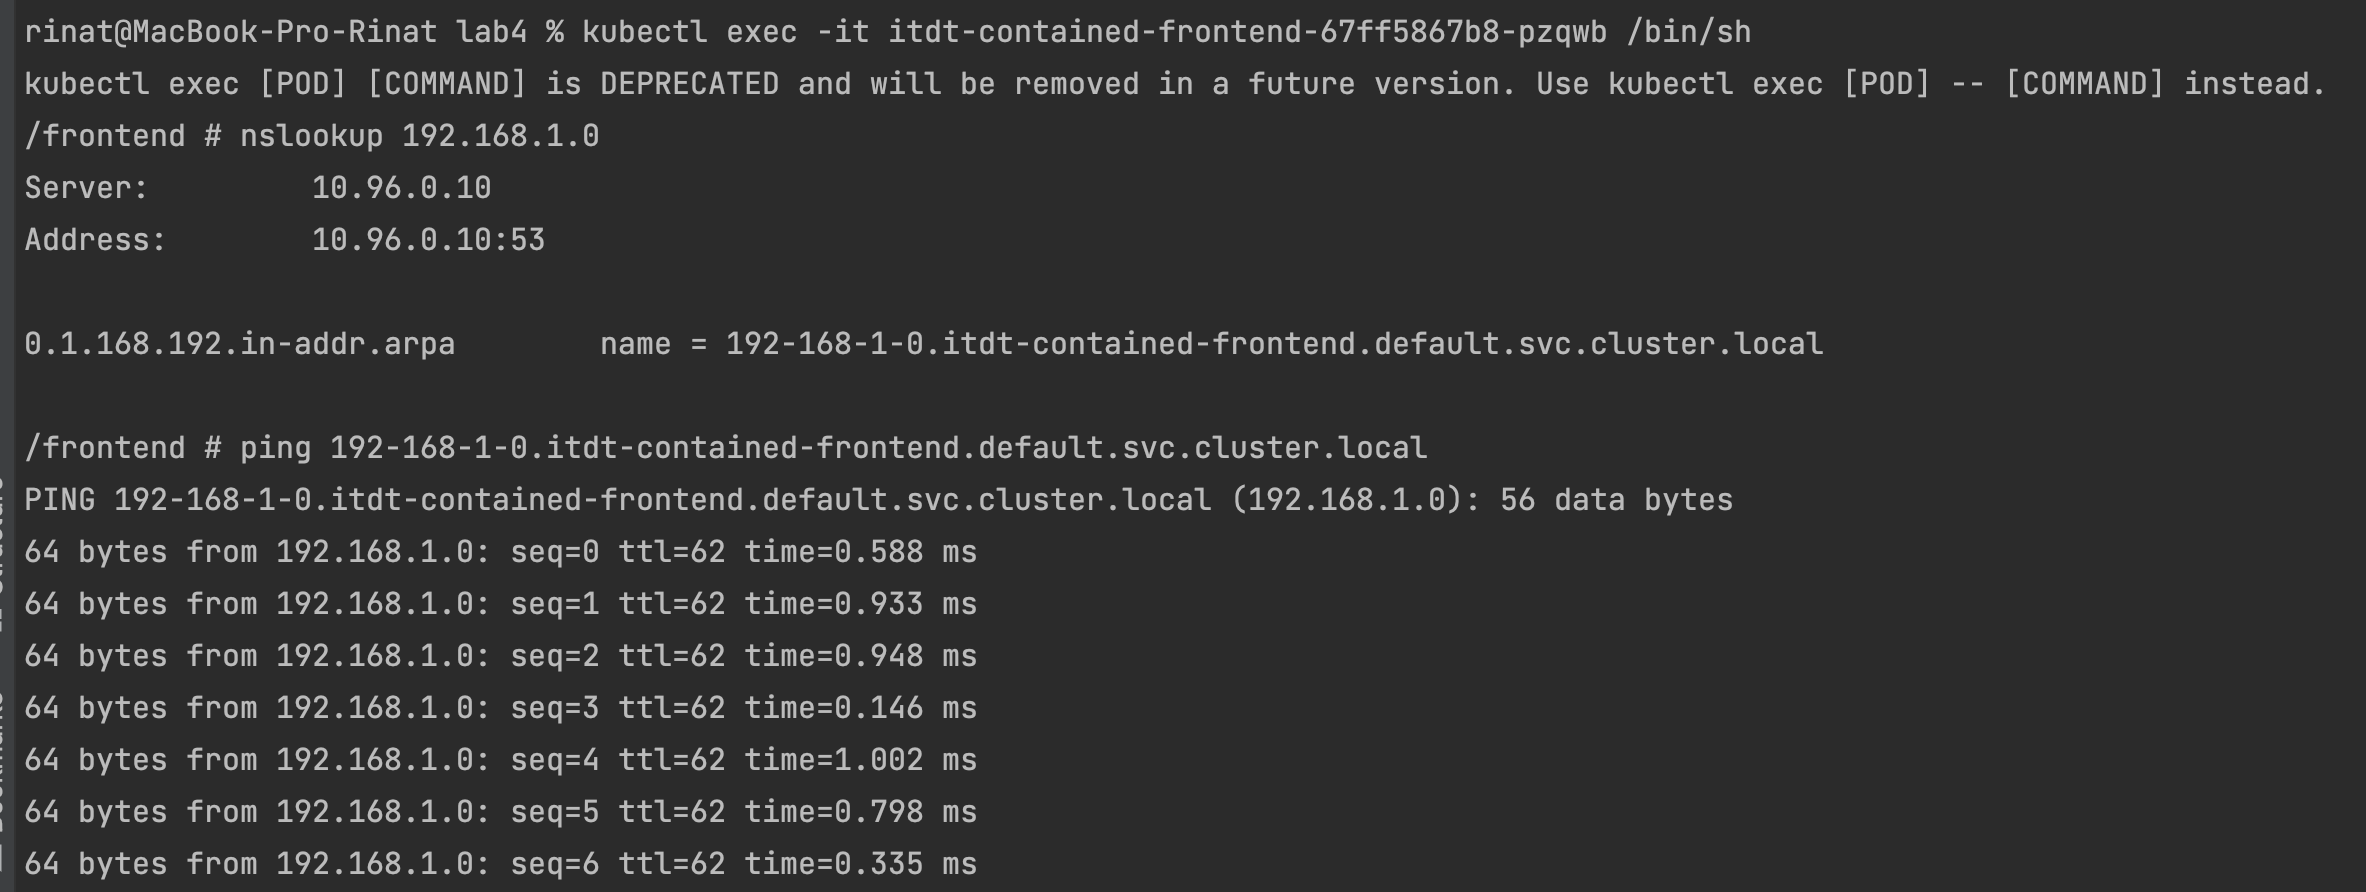 rinat@MacBook-Pro-Rinat lab4 % kubectl exec -it itdt-contained-frontend-67ff5867b8-pzqwb /bin/sh
kubectl exec [POD] [COMMAND] is DEPRECATED and will be removed in a future version. Use kubectl exec [POD] -- [COMMAND] instead.
/frontend # nslookup 192.168.1.0
Server:         10.96.0.10
Address:        10.96.0.10:53
0.1.168.192.in-addr.arpa        name = 192-168-1-0.itdt-contained-frontend.default.svc.cluster.local
/frontend # ping 192-168-1-0.itdt-contained-frontend.default.svc.cluster.local
PING 192-168-1-0.itdt-contained-frontend.default.svc.cluster.local (192.168.1.0): 56 data bytes
64 bytes from 192.168.1.0: seq=0 ttl=62 time=0.588 ms
64 bytes from 192.168.1.0: seq=1 ttl=62 time=0.933 ms
64 bytes from 192.168.1.0: seq=2 ttl=62 time=0.948 ms
64 bytes from 192.168.1.0: seq=3 ttl=62 time=0.146 ms
64 bytes from 192.168.1.0: seq=4 ttl=62 time=1.002 ms
64 bytes from 192.168.1.0: seq=5 ttl=62 time=0.798 ms
64 bytes from 192.168.1.0: seq=6 ttl=62 time=0.335 ms